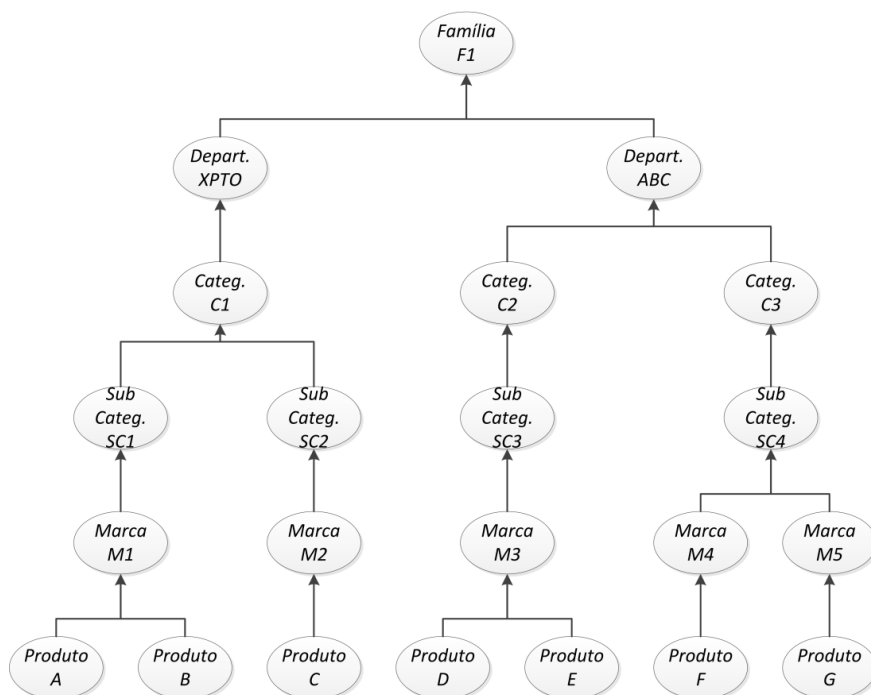 Família
F1
Depart.
XPTO
Depart.
ABC
Categ.
C1
Categ.
C2
Categ.
C3
Sub
Categ.
SC1
Sub
Categ.
SC2
Sub
Categ.
SC3
Sub
Categ.
SC4
Marca
M1
Marca
M2
Marca
M3
Marca
M4
Marca
M5
Produto
A
Produto
B
Produto
C
Produto
D
Produto
E
Produto
F
Produto
G